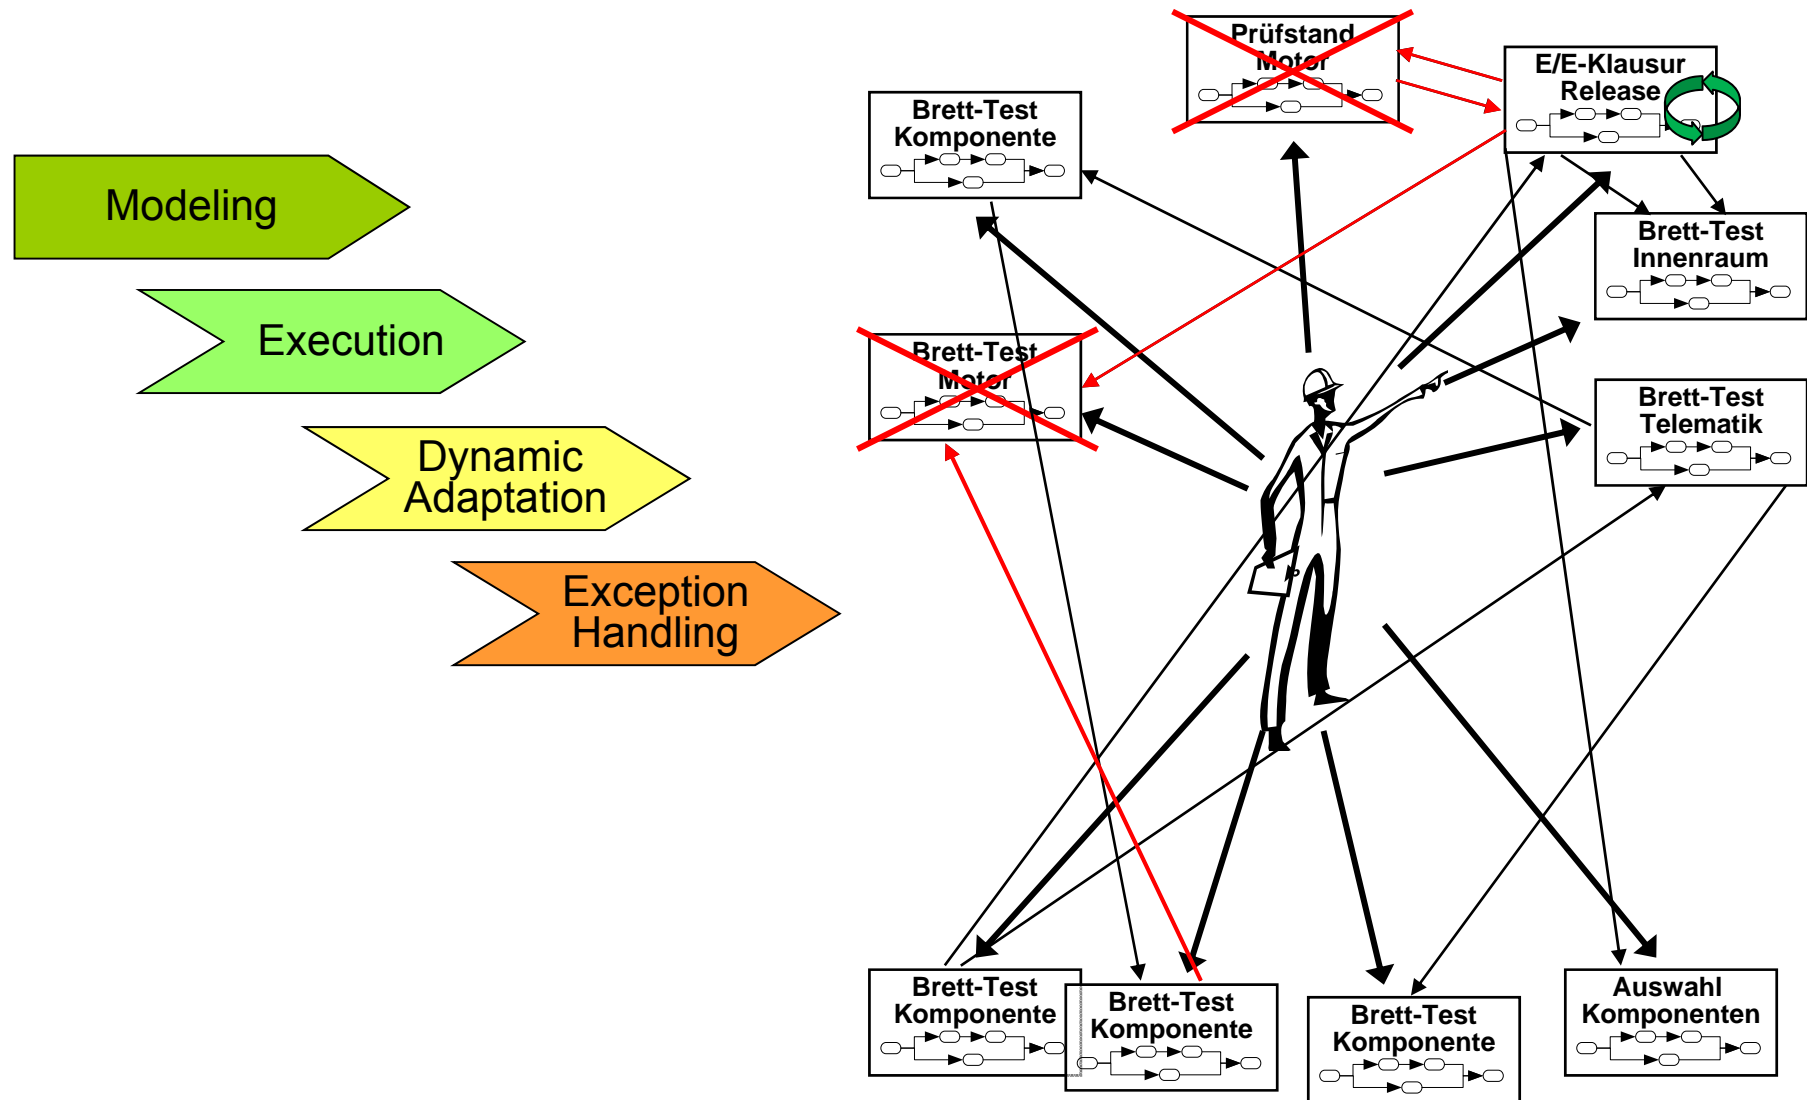 Modeling
Execution
Dynamic
Adaptation
Exception
Handling
Prüfstand
Motor
E/E-Klausur
Release
Brett-Test
Komponente
Brett-Test
Innenraum
Brett-Test
Motor
Brett-Test
Telematik
Brett-Test
Komponente
Brett-Test
Komponente
Brett-Test
Komponente
Auswahl
Komponenten